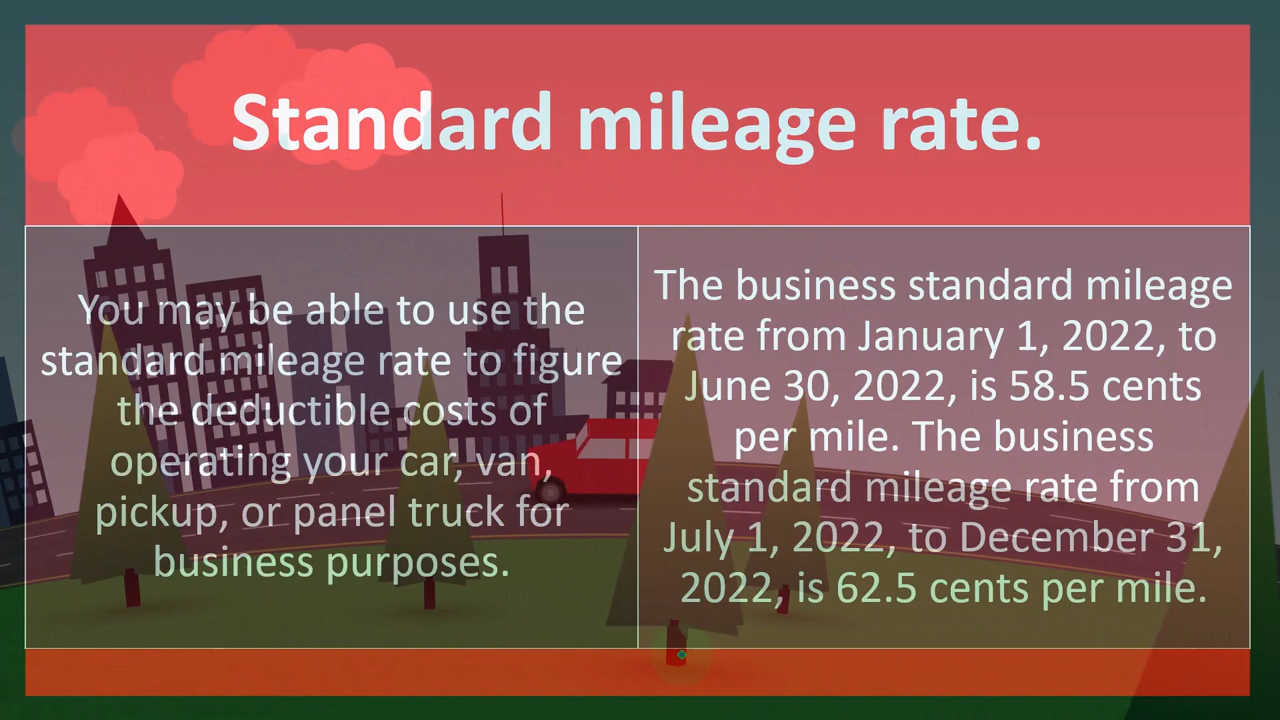 Standard mileage rate.
You may be able to use the
standard mileage rate to figure
the deductible costs of
operating your car, van,
pickup, or panel truck for
business purposes.
The business standard mileage
rate from January 1, 2022, to
June 30, 2022, is 58.5 cents
per mile. The business
standard mileage rate from
July 1, 2022, to December 31,
2022, is 62.5 cents per mile.